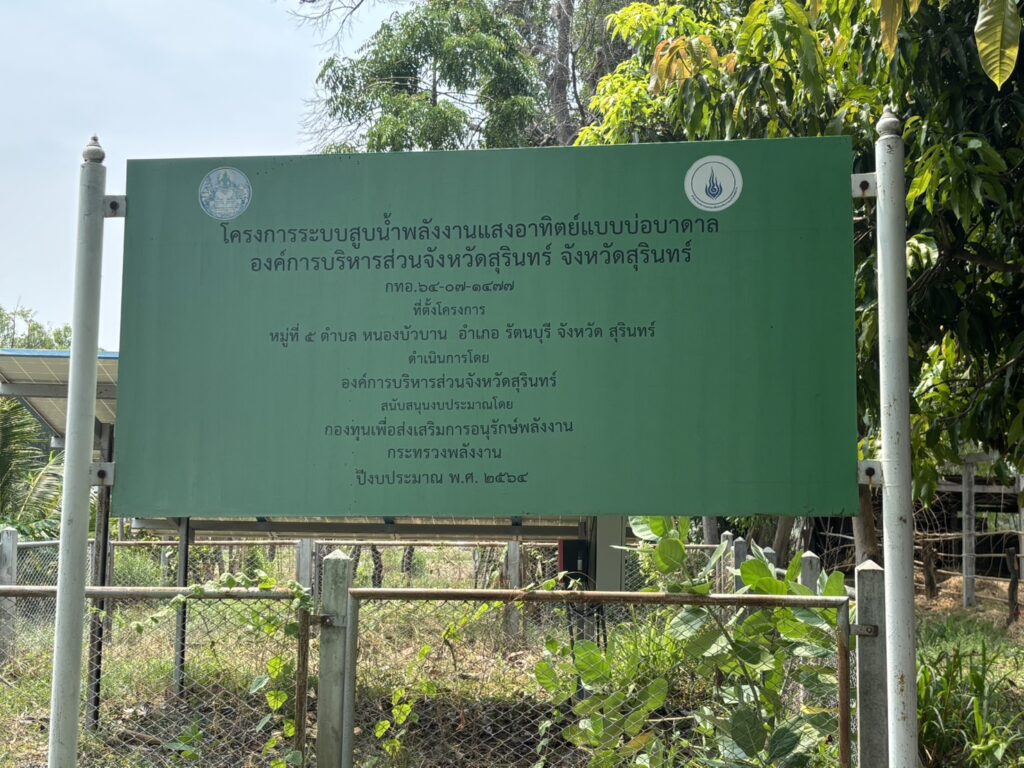 โครงการระบบสูบน้ำพลังงานแสงอาทิตย์แบบบ่อบาดาล
องค์การบริหารส่วนจังหวัดสุรินทร์ จังหวัดสุรินทร์
กทอ.๖๔-๐๗-๑๔๗๗
ที่ตั้งโครงการ
หมู่ที่ ๕ ตำบล หนองบัวบาน อำเภอ รัตนบุรี จังหวัด สุรินทร์
ดำเนินการโดย
องค์การบริหารส่วนจังหวัดสุรินทร์
สนับสนุนงบประมาณโดย
กองทุนเพื่อส่งเสริมการอนุรักษ์พลังงาน
กระทรวงพลังงาน
ปีงบประมาณ พ.ศ. ๒๕๖๔